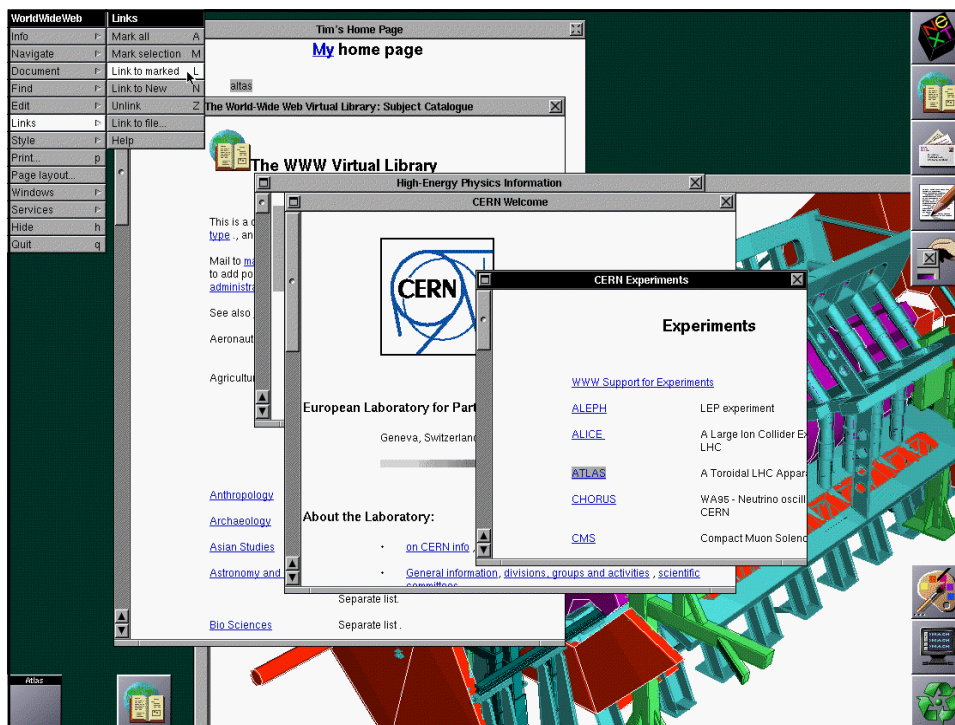 WorldWideWeb
Info
Navigate
Document
Find
Edit
Links
Style
Print... p
Page layout...
Windows
Services
Hide h
Quit q
Links
Mark all A
Mark selection M
Link to marked L
Link to New N
Unlink Z
Link to file...
Help
Tim's Home Page
My home page
altas
The World-Wide Web Virtual Library: Subject Catalogue
The WWW Virtual Library
This is a
type ., an
Mail to
to add po
administra
See also
Aeronaut
Agricultu
Anthropology
Archaeology
Asian Studies
Astronomy and
Separate list.
Bio Sciences Separate list .
High-Energy Physics Information
CERN Welcome
CERN
European Laboratory for Part
Geneva, Switzerland
About the Laboratory:
• on CERN info ,
• General information, divisions, groups and activities , scientific
committees
CERN Experiments
Experiments
WWW Support for Experiments
ALEPH LEP experiment
ALICE A Large Ion Collider Ex
LHC
ATLAS A Toroidal LHC Appara
CHORUS WA95 - Neutrino oscill
CERN
CMS Compact Muon Soleno
NeXT
Atlas